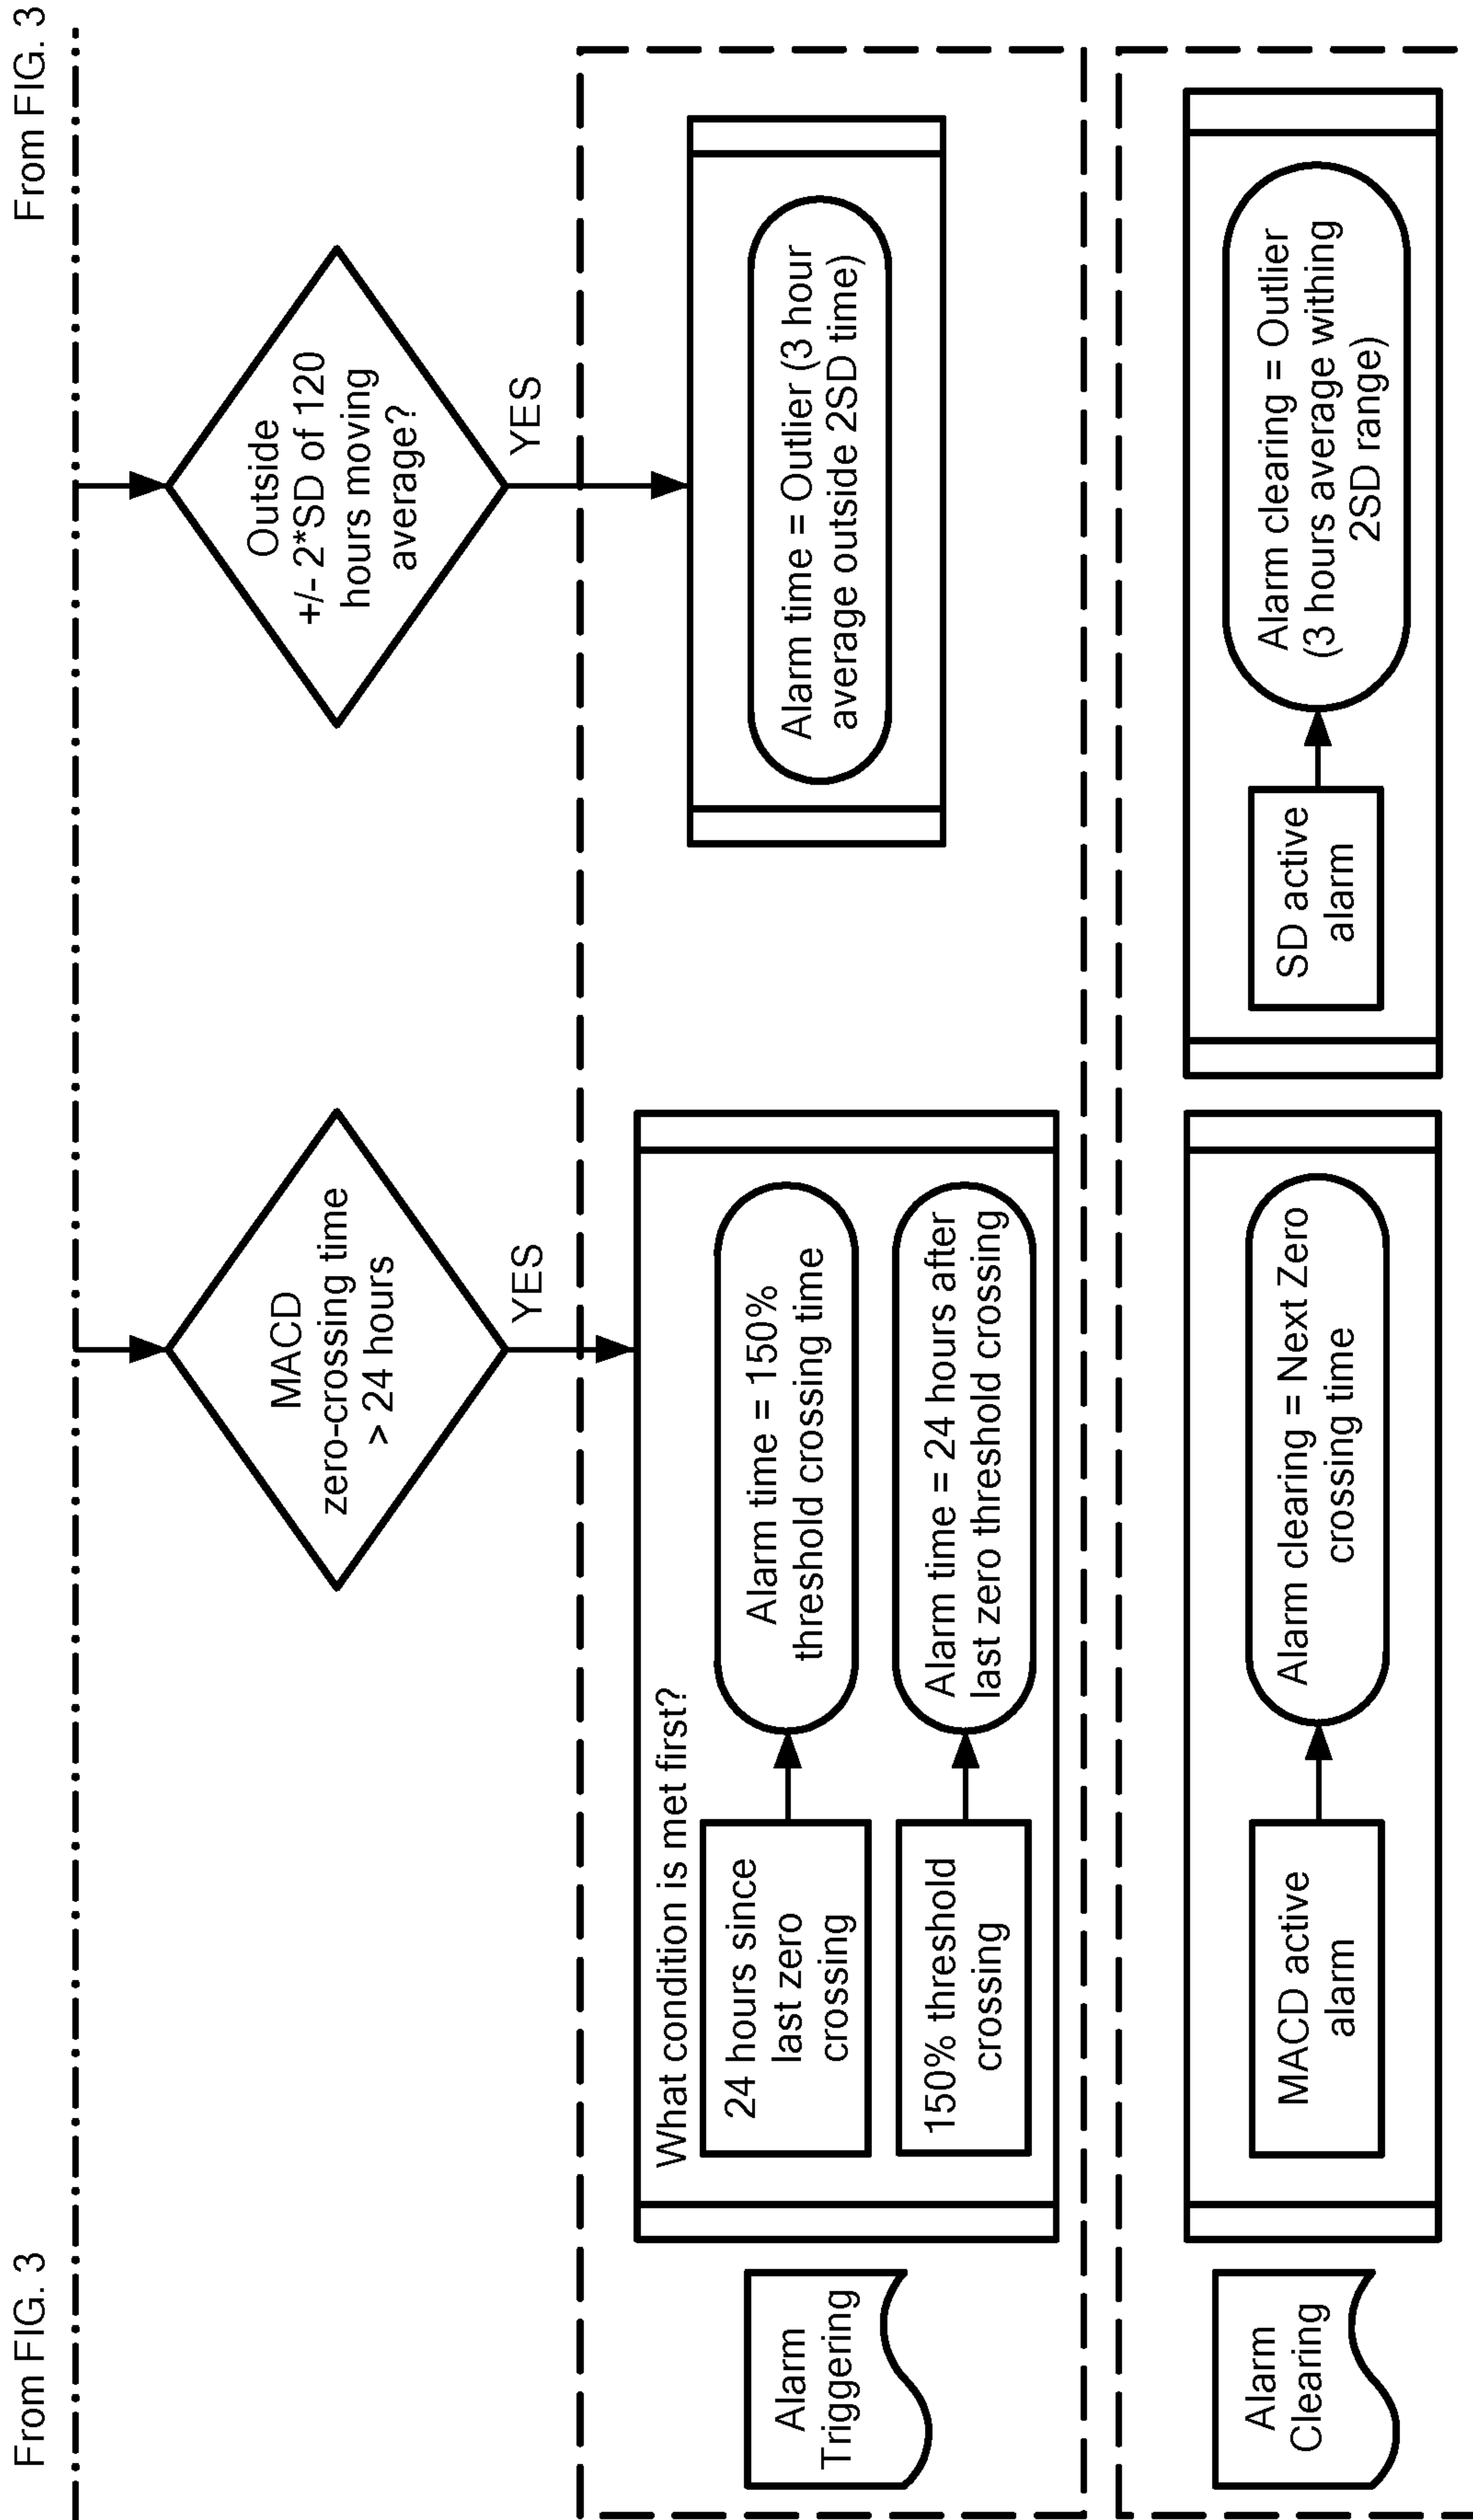 From FIG. 3
From FIG. 3
MACD
zero-crossing time
> 24 hours
YES
Outside
+/- 2*SD of 120
hours moving
average?
YES
Alarm
Triggering
What condition is met first?
24 hours since
last zero
crossing
Alarm time = 150%
threshold crossing time
150% threshold
crossing
Alarm time = 24 hours after
last zero threshold crossing
Alarm time = Outlier (3 hour
average outside 2SD time)
Alarm
Clearing
MACD active
alarm
Alarm clearing = Next Zero
crossing time
SD active
alarm
Alarm clearing = Outlier
(3 hours average withing
2SD range)